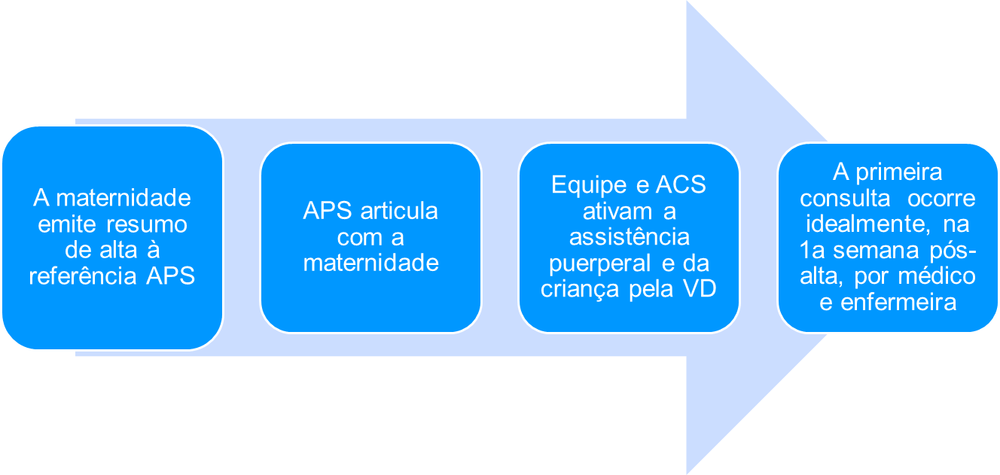 A maternidade
emite resumo
de alta à
referência APS
APS articula
com a
maternidade
Equipe e ACS
ativam a
assistência
puerperal e da
criança pela VD
A primeira
consulta ocorre
idealmente, na
1a semana pós-
alta, por médico
e enfermeira